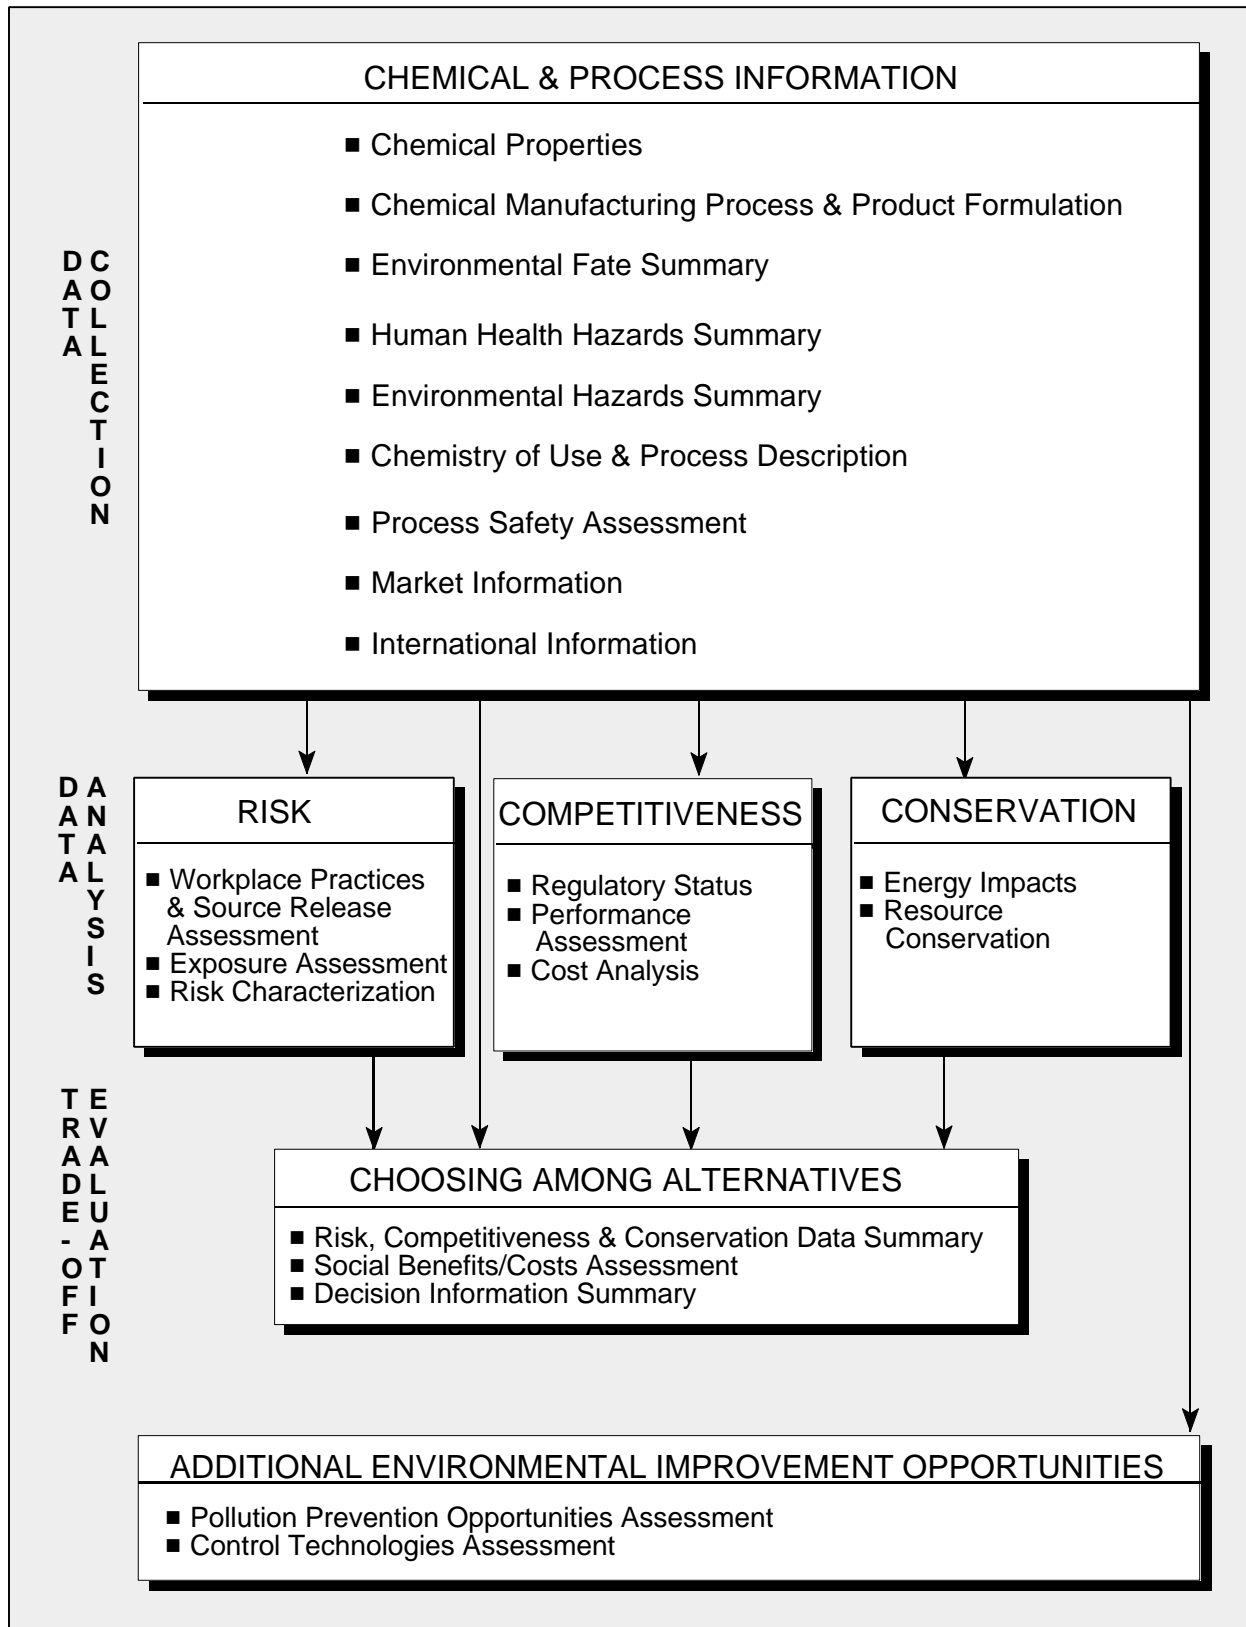 CHEMICAL & PROCESS INFORMATION
■ Chemical Properties
■ Chemical Manufacturing Process & Product Formulation
■ Environmental Fate Summary
■ Human Health Hazards Summary
■ Environmental Hazards Summary
■ Chemistry of Use & Process Description
■ Process Safety Assessment
■ Market Information
■ International Information
DATA
COLLECTION
DATA
ANALYSIS
RISK
■ Workplace Practices
& Source Release
Assessment
■ Exposure Assessment
■ Risk Characterization
COMPETITIVENESS
■ Regulatory Status
■ Performance
Assessment
■ Cost Analysis
CONSERVATION
■ Energy Impacts
■ Resource
Conservation
TRADE-OFF
EVALUATION
CHOOSING AMONG ALTERNATIVES
■ Risk, Competitiveness & Conservation Data Summary
■ Social Benefits/Costs Assessment
■ Decision Information Summary
ADDITIONAL ENVIRONMENTAL IMPROVEMENT OPPORTUNITIES
■ Pollution Prevention Opportunities Assessment
■ Control Technologies Assessment